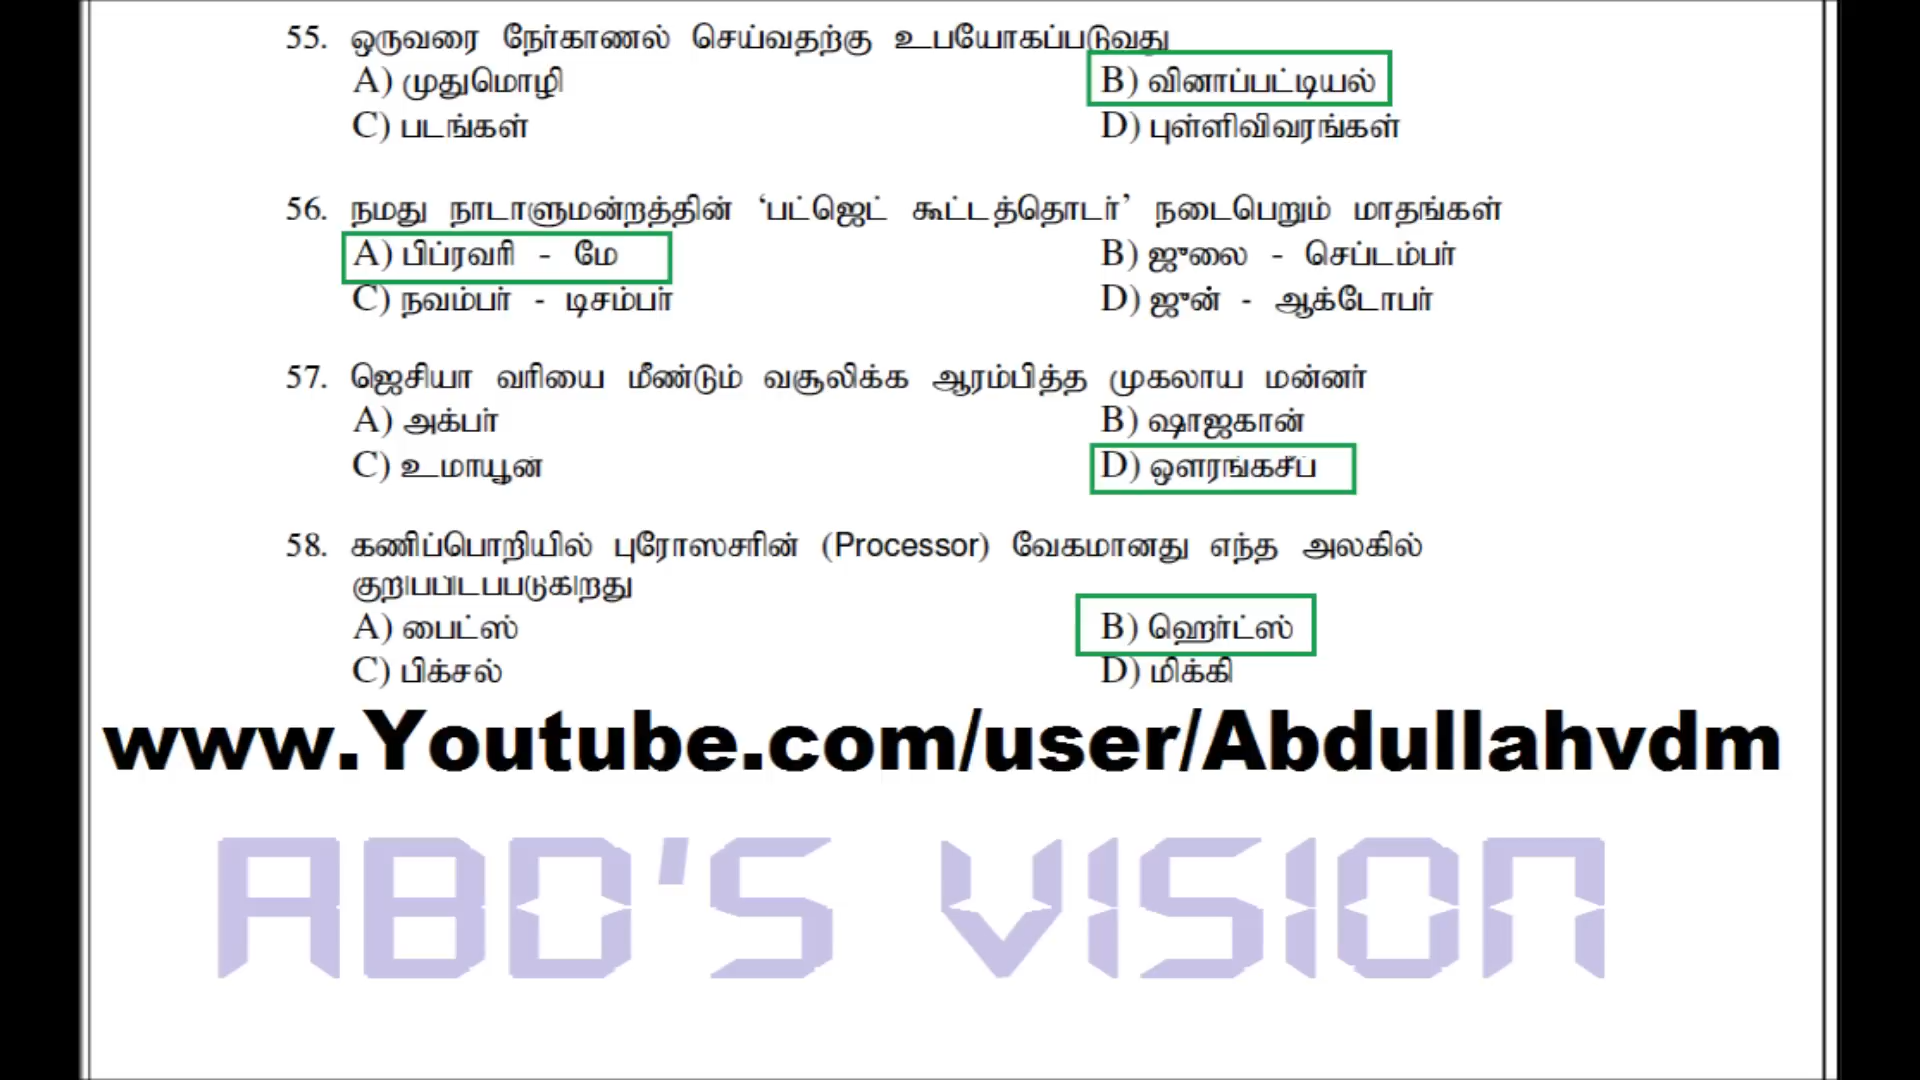 55. ஒருவரை நேர்காணல் செய்வதற்கு உபயோகப்படுவது
A) முதுமொழி B) வினாப்பட்டியல்
C) படங்கள் D) புள்ளிவிவரங்கள்
56. நமது நாடாளுமன்றத்தின் ‘பட்ஜெட் கூட்டத்தொடர்’ நடைபெறும் மாதங்கள்
A) பிப்ரவரி - மே B) ஜுலை - செப்டம்பர்
C) நவம்பர் - டிசம்பர் D) ஜுன் - ஆக்டோபர்
57. ஜெசியா வரியை மீண்டும் வசூலிக்க ஆரம்பித்த முகலாய மன்னர்
A) அக்பர் B) ஷாஜகான்
C) உமாயூன் D) ஔரங்கசீப்
58. கணிப்பொறியில் புரோஸசரின் (Processor) வேகமானது எந்த அலகில்
குறிப்பிடப்படுகிறது
A) பைட்ஸ் B) ஹெர்ட்ஸ்
C) பிக்சல் D) மிக்கி
www.Youtube.com/user/Abdullahvdm
ABD'S VISION